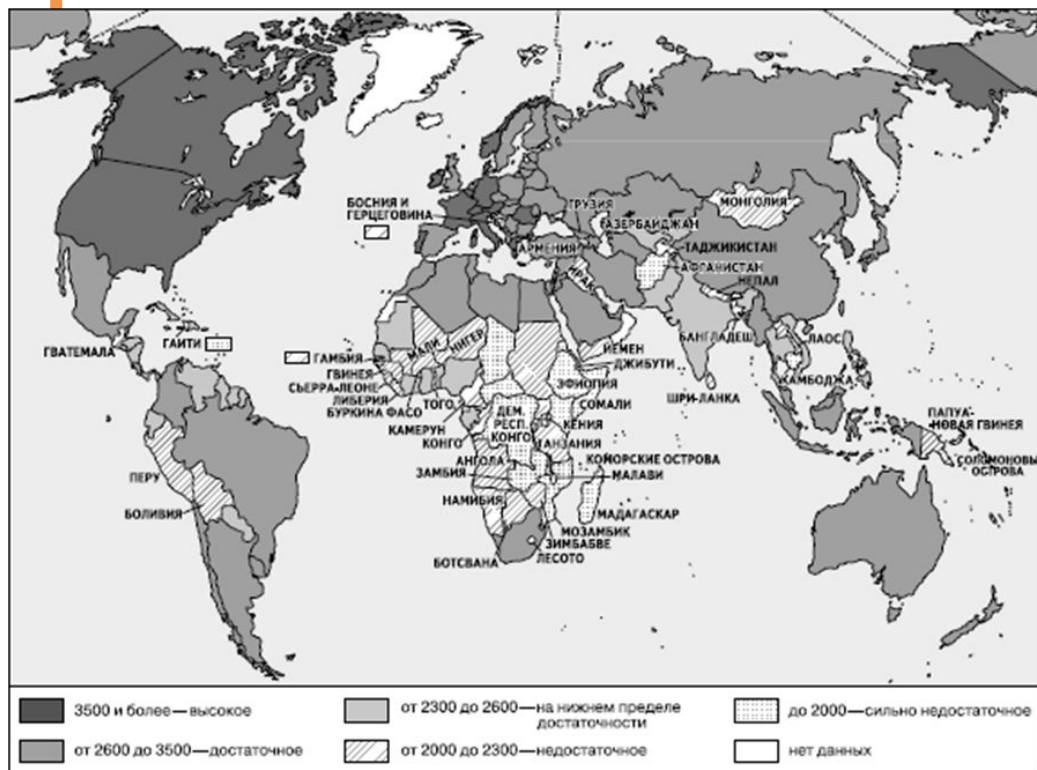 БОСНИЯ И
ГЕРЦЕГОВИНА
ГРУЗИЯ
АЗЕРБАЙДЖАН
МОНГОЛИЯ
АРМЕНИЯ
ТАДЖИКИСТАН
ИРАК
АФГАНИСТАН
НЕПАЛ
ГВАТЕМАЛА
ГАИТИ
ГАМБИЯ
МАЛИ
НИГЕР
БАНГЛАДЕШ
ЛАОС
ГВИНЕЯ
ЙЕМЕН
ДЖИБУТИ
СЬЕРРА-ЛЕОНЕ
ЭФИОПИЯ
КАМБОДЖА
ЛИБЕРИЯ
БУРКИНА ФАСО
ТОГО
СОМАЛИ
ШРИ-ЛАНКА
КАМЕРУН
ДЕМ.
РЕСП.
КОНГО
КЕНИЯ
ПАПУА-
НОВАЯ ГВИНЕЯ
КОНГО
ТАНЗАНИЯ
СОЛОМОНОВЫ
ОСТРОВА
АНГОЛА
КОМОРСКИЕ ОСТРОВА
ПЕРУ
ЗАМБИЯ
МАЛАВИ
БОЛИВИЯ
НАМИБИЯ
МАДАГАСКАР
МОЗАМБИК
ЗИМБАБВЕ
БОТСВАНА
ЛЕСОТО
3500 и более—высокое
от 2600 до 3500—достаточное
от 2300 до 2600—на нижнем пределе
достаточности
от 2000 до 2300—недостаточное
до 2000—сильно недостаточное
нет данных